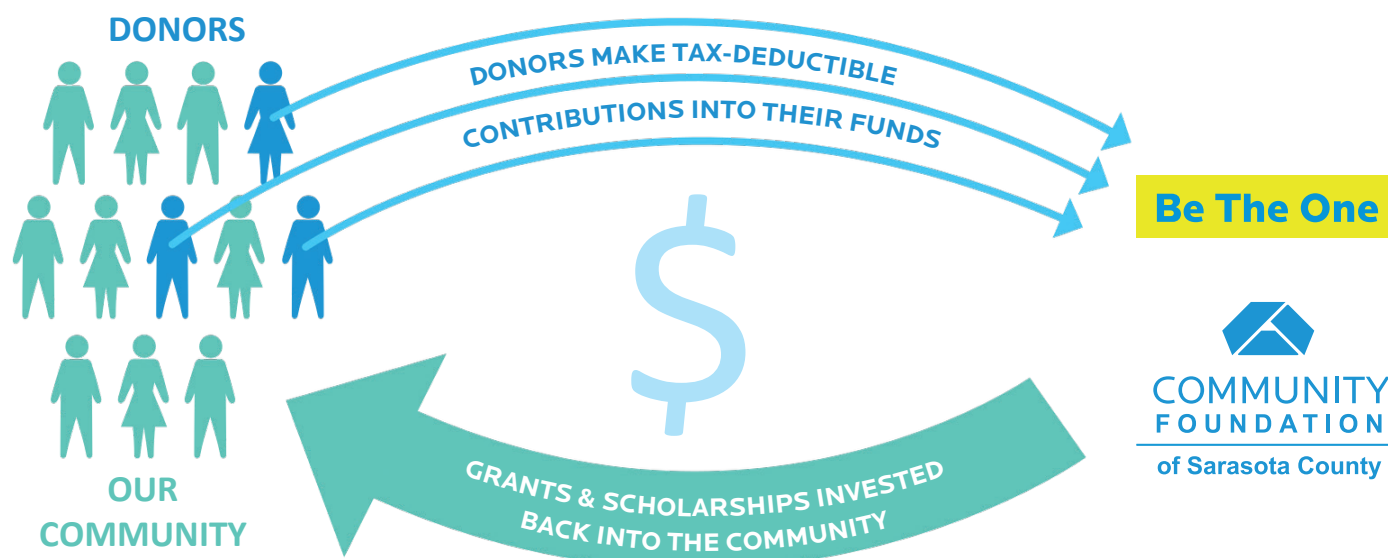 DONORS
DONORS MAKE TAX-DEDUCTIBLE
CONTRIBUTIONS INTO THEIR FUNDS
$
Be The One
COMMUNITY
FOUNDATION
of Sarasota County
GRANTS & SCHOLARSHIPS INVESTED
BACK INTO THE COMMUNITY
OUR
COMMUNITY